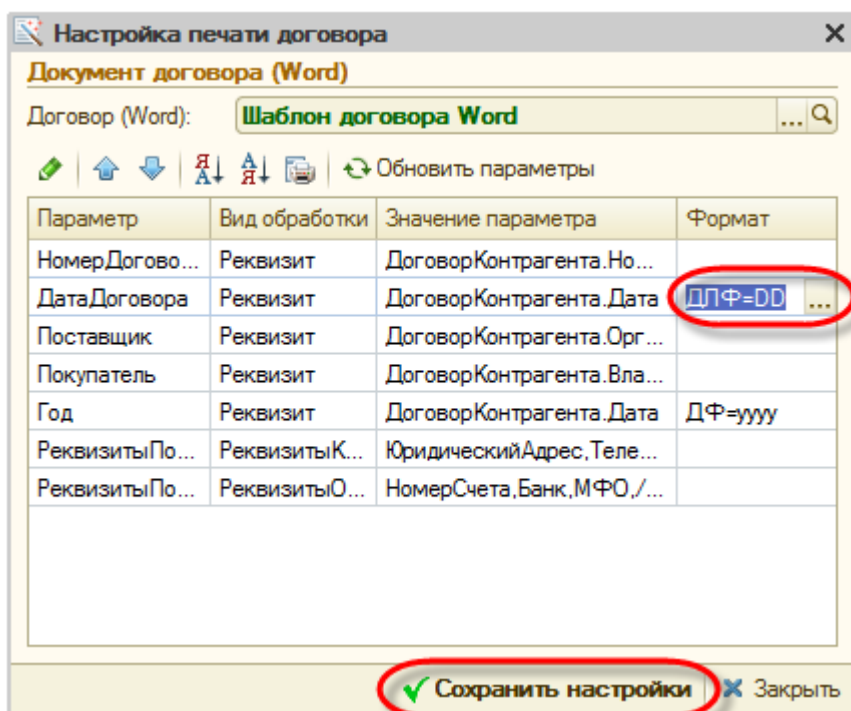 Настройка печати договора
Документ договора (Word)
Договор (Word): Шаблон договора Word ...
Обновить параметры
Параметр Вид обработки Значение параметра Формат
НомерДогово... Реквизит ДоговорКонтрагента.Но...
ДатаДоговора Реквизит ДоговорКонтрагента.Дата ДЛФ=DD ...
Поставщик Реквизит ДоговорКонтрагента.Орг...
Покупатель Реквизит ДоговорКонтрагента.Вла...
Год Реквизит ДоговорКонтрагента.Дата ДФ=yyyy
РеквизитыПо... РеквизитыК... ЮридическийАдрес,Теле...
РеквизитыПо... РеквизитыО... НомерСчета,Банк,МФО,/...
Сохранить настройки Закрыть